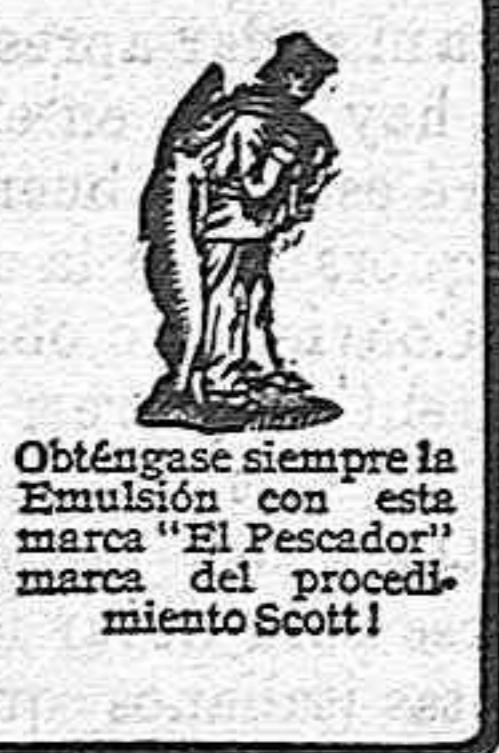 Obténgase siempre la
Emulsión con esta
marca "El Pescador"
marca del procedi-
miento Scott!